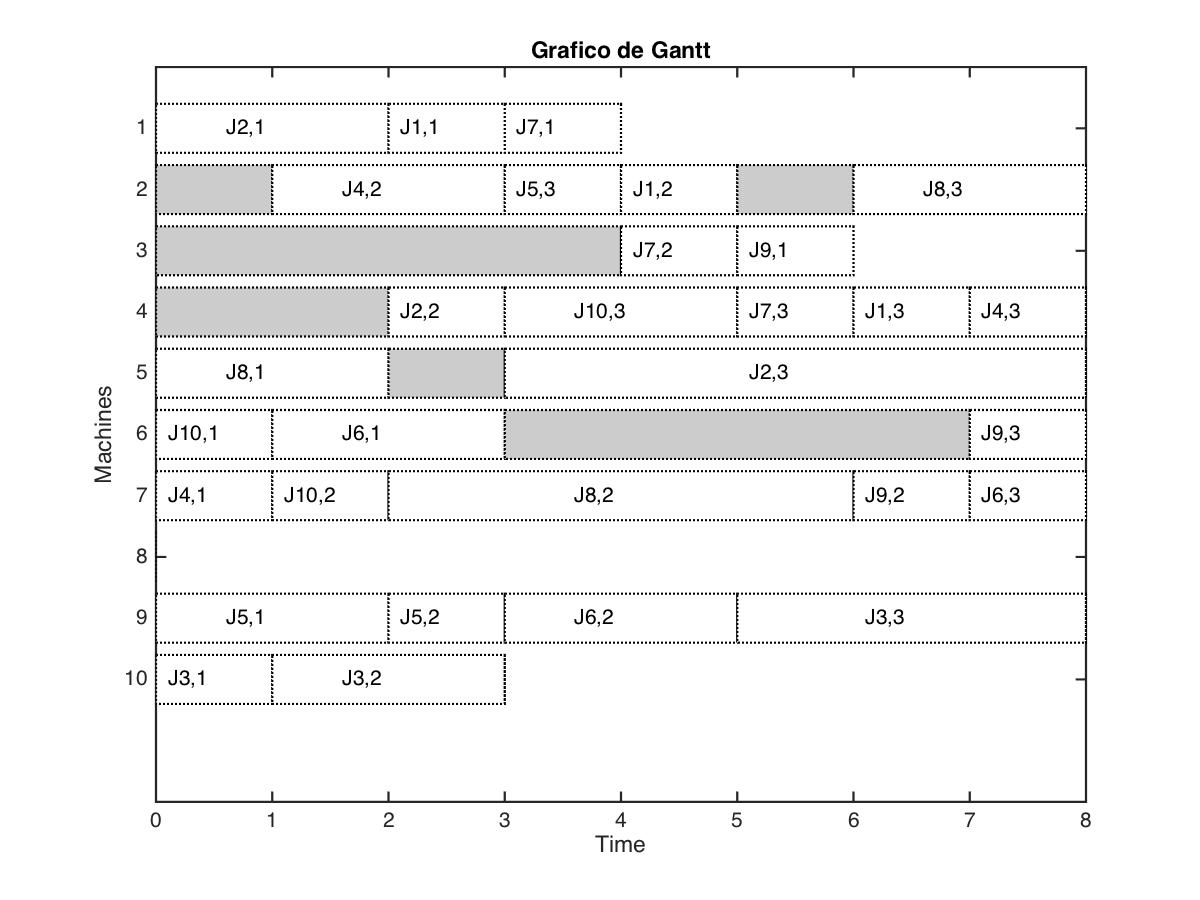 Grafico de Gantt
1 J2,1 J1,1 J7,1
2 J4,2 J5,3 J1,2 J8,3
3 J7,2 J9,1
4 J2,2 J10,3 J7,3 J1,3 J4,3
5 J8,1 J2,3
6 J10,1 J6,1 J9,3
7 J4,1 J10,2 J8,2 J9,2 J6,3
8
9 J5,1 J5,2 J6,2 J3,3
10 J3,1 J3,2
Machines
0 1 2 3 4 5 6 7 8
Time